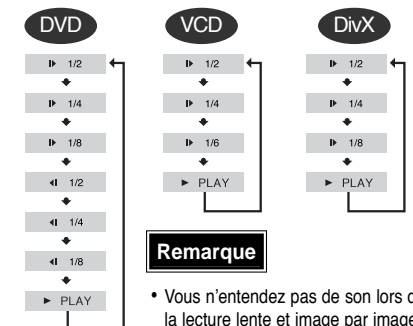 DVD
I▶ 1/2
I▶ 1/4
I▶ 1/8
◀I 1/2
◀I 1/4
◀I 1/8
► PLAY
VCD
I▶ 1/2
I▶ 1/4
I▶ 1/6
► PLAY
DivX
I▶ 1/2
I▶ 1/4
I▶ 1/8
► PLAY
Remarque
• Vous n'entendez pas de son lors d
la lecture lente et image par image